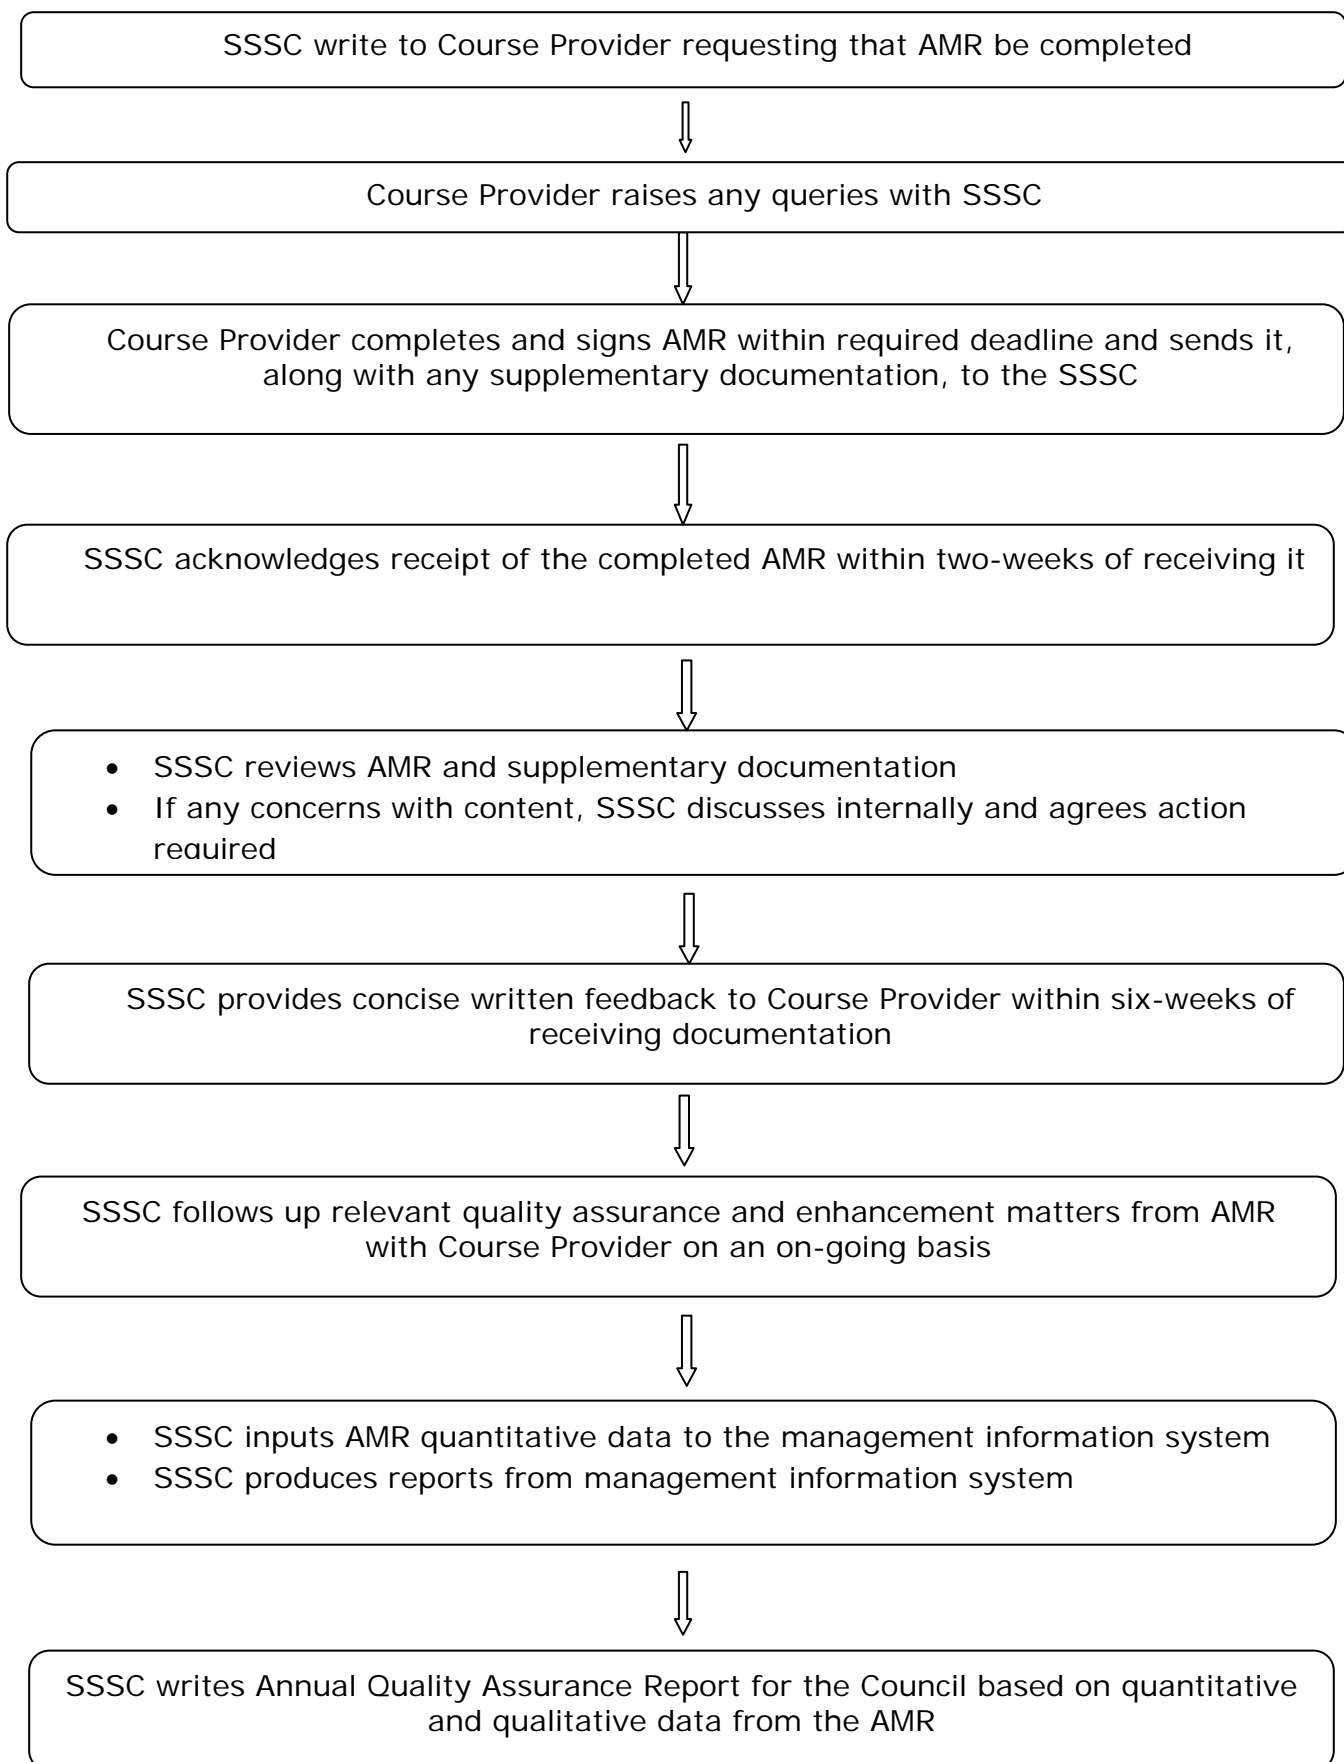 SSSC write to Course Provider requesting that AMR be completed
Course Provider raises any queries with SSSC
Course Provider completes and signs AMR within required deadline and sends it,
along with any supplementary documentation, to the SSSC
SSSC acknowledges receipt of the completed AMR within two-weeks of receiving it
• SSSC reviews AMR and supplementary documentation
• If any concerns with content, SSSC discusses internally and agrees action
required
SSSC provides concise written feedback to Course Provider within six-weeks of
receiving documentation
SSSC follows up relevant quality assurance and enhancement matters from AMR
with Course Provider on an on-going basis
• SSSC inputs AMR quantitative data to the management information system
• SSSC produces reports from management information system
SSSC writes Annual Quality Assurance Report for the Council based on quantitative
and qualitative data from the AMR